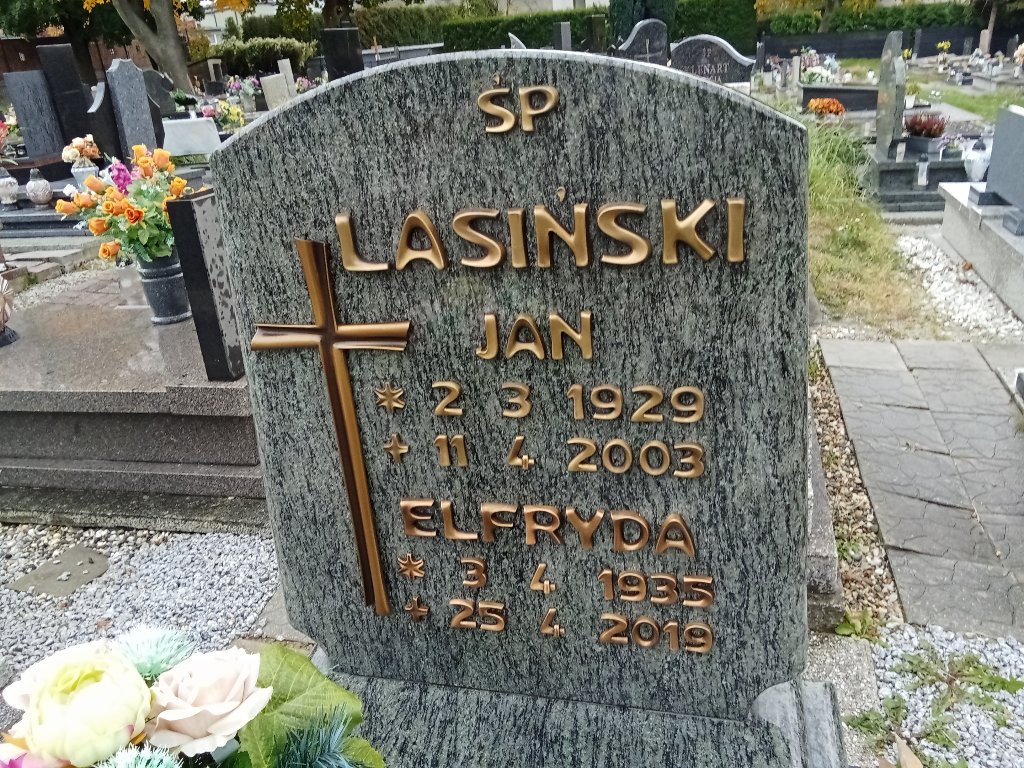 ŚP
LASIŃSKI
JAN
* 2 3 1929
+ 11 4 2003
ELFRYDA
* 3 4 1935
+ 25 4 2019